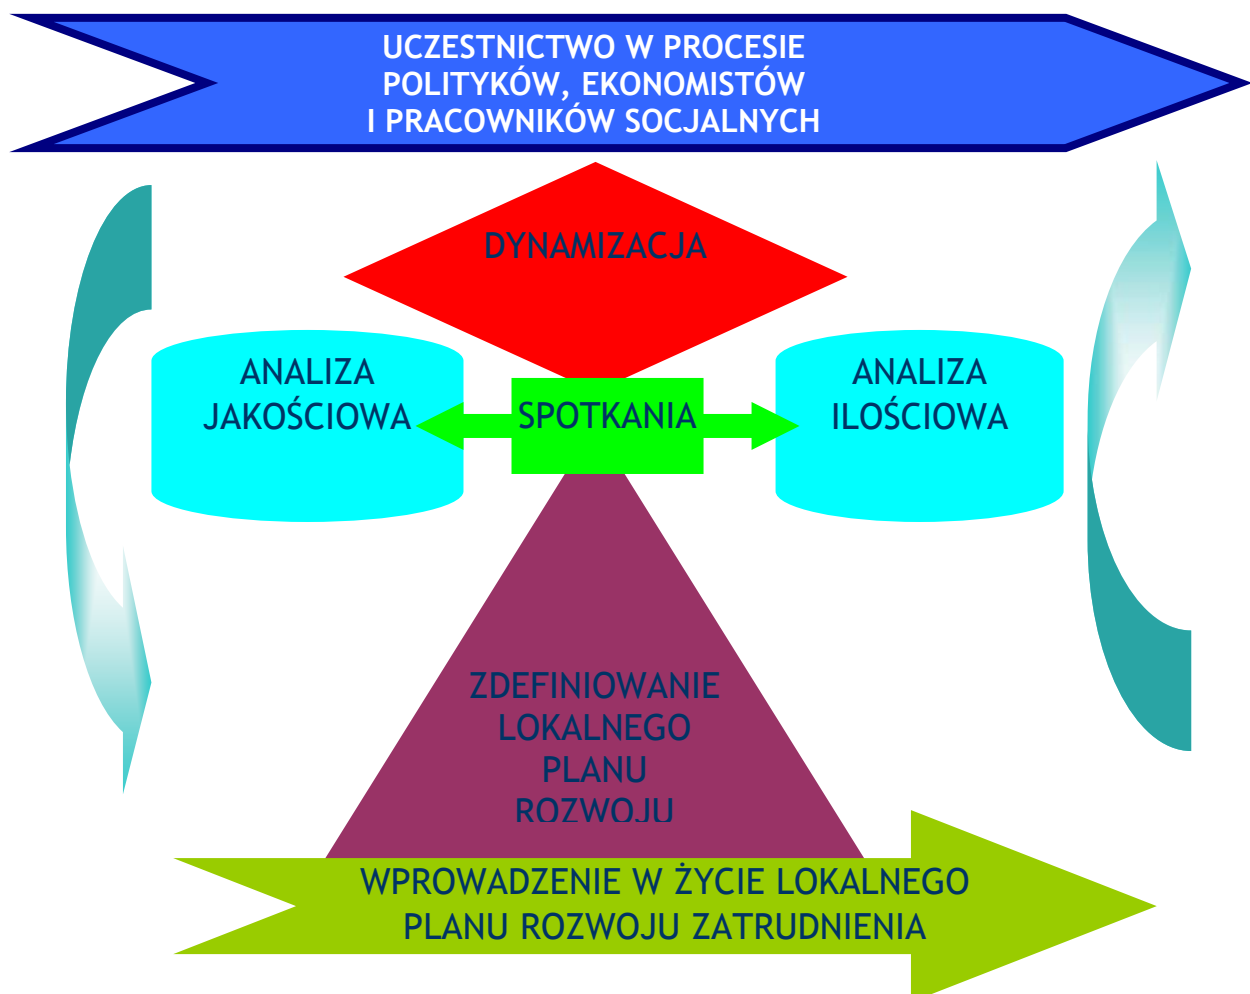 UCZESTNICTWO W PROCESIE
POLITYKÓW, EKONOMISTÓW
I PRACOWNIKÓW SOCJALNYCH
DYNAMIZACJA
ANALIZA
JAKOŚCIOWA
SPOTKANIA
ANALIZA
ILOŚCIOWA
ZDEFINIOWANIE
LOKALNEGO
PLANU
ROZWOJU
WPROWADZENIE W ŻYCIE LOKALNEGO
PLANU ROZWOJU ZATRUDNIENIA